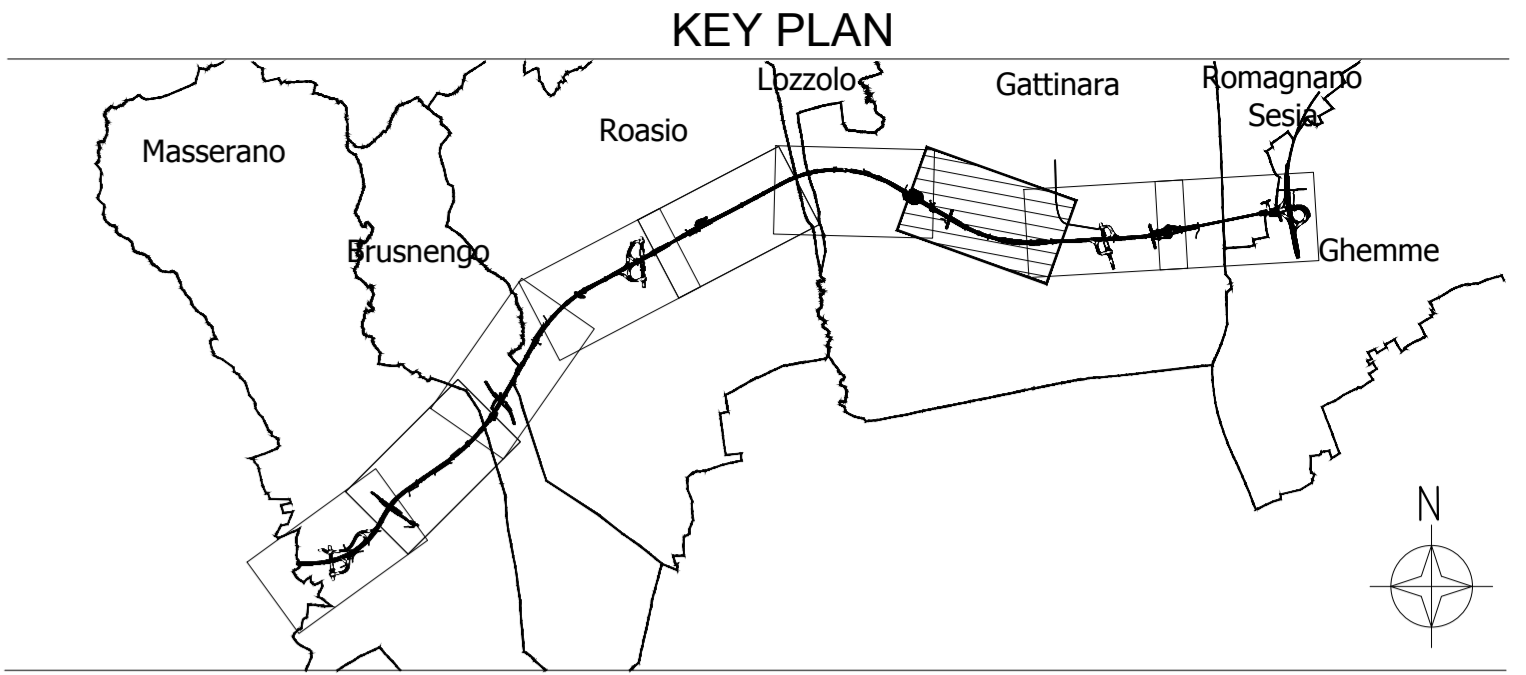 KEY PLAN
Lozzolo
Gattinara
Romagnano
Sesia
Roasio
Masserano
Brusnengo
Ghemme
N